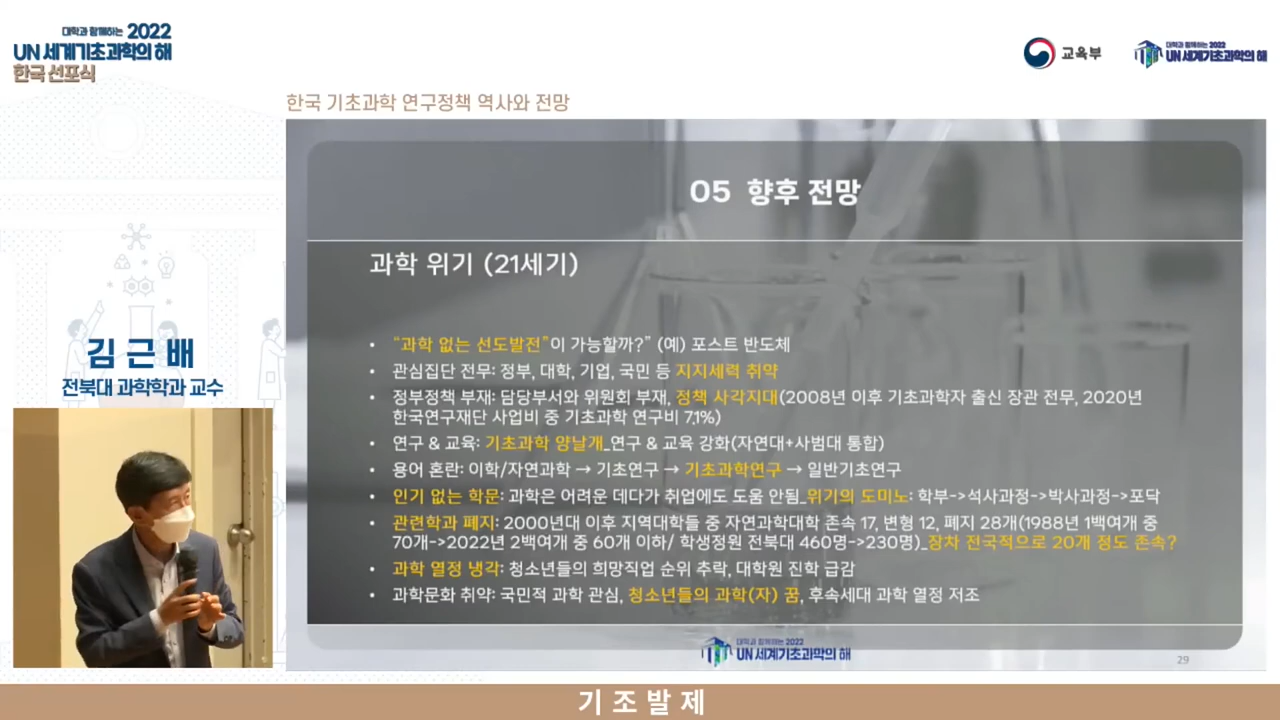 대학과 함께하는 2022
UN 세계기초과학의 해
한국 선포식
교육부
대학과 함께하는 2022
UN 세계기초과학의 해
한국 기초과학 연구정책 역사와 전망
05 향후 전망
과학 위기 (21세기)
• “과학 없는 선도발전”이 가능할까?” (예) 포스트 반도체
• 관심집단 전무: 정부, 대학, 기업, 국민 등 지지세력 취약
• 정부정책 부재: 담당부서와 위원회 부재, 정책 사각지대(2008년 이후 기초과학자 출신 장관 전무, 2020년
한국연구재단 사업비 중 기초과학 연구비 7.1%)
• 연구 & 교육: 기초과학 양날개_연구 & 교육 강화(자연대+사범대 통합)
• 용어 혼란: 이학/자연과학 → 기초연구 → 기초과학연구 → 일반기초연구
• 인기 없는 학문: 과학은 어려운 데다가 취업에도 도움 안됨_위기의 도미노: 학부->석사과정->박사과정->포닥
• 관련학과 폐지: 2000년대 이후 지역대학들 중 자연과학대학 존속 17, 변형 12, 폐지 28개(1988년 1백여개 중
70개->2022년 2백여개 중 60개 이하/ 학생정원 전북대 460명->230명)_장차 전국적으로 20개 정도 존속?
• 과학 열정 냉각: 청소년들의 희망직업 순위 추락, 대학원 진학 급감
• 과학문화 취약: 국민적 과학 관심, 청소년들의 과학(자) 꿈, 후속세대 과학 열정 저조
대학과 함께하는 2022
UN 세계기초과학의 해
29
김근배
전북대 과학학과 교수
기조발제